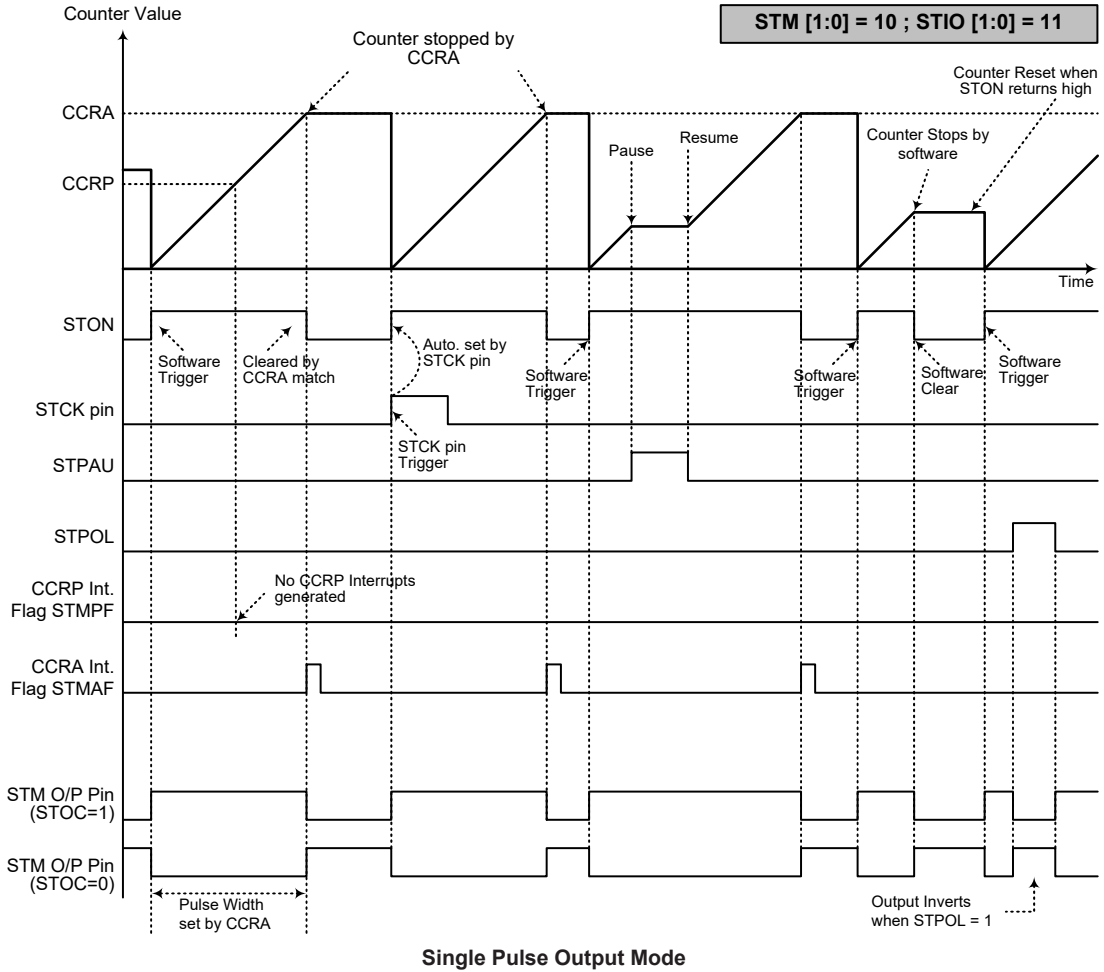 Counter Value
STM [1:0] = 10 ; STIO [1:0] = 11
Counter stopped by
CCRA
Counter Reset when
STON returns high
CCRA
Pause
Resume
Counter Stops by
software
CCRP
Time
STON
Software
Trigger
Cleared by
CCRA match
Auto. set by
STCK pin
Software
Trigger
Software
Trigger
Software
Clear
Software
Trigger
STCK pin
STCK pin
Trigger
STPAU
STPOL
CCRP Int.
Flag STMPF
No CCRP Interrupts
generated
CCRA Int.
Flag STMAF
STM O/P Pin
(STOC=1)
STM O/P Pin
(STOC=0)
Pulse Width
set by CCRA
Output Inverts
when STPOL = 1
Single Pulse Output Mode